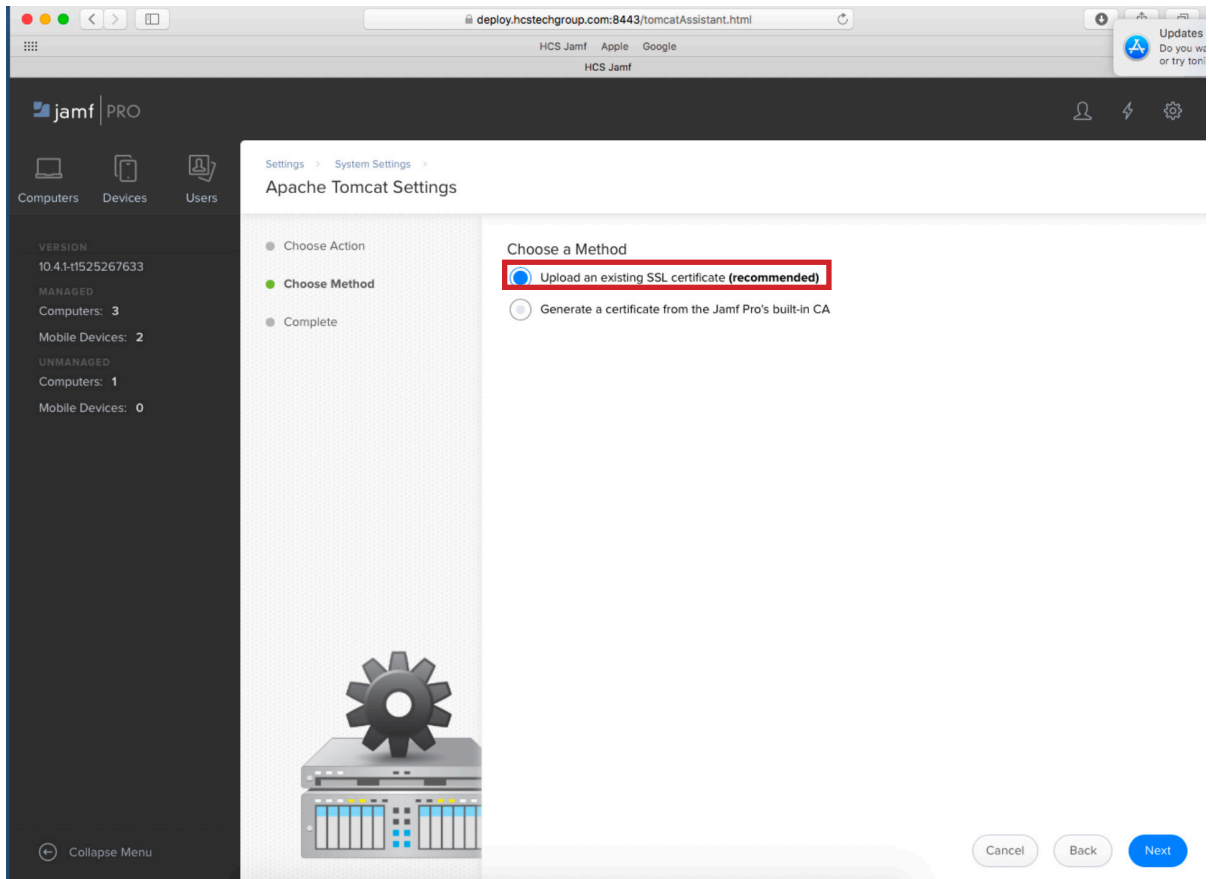 deploy.hcstechgroup.com:8443/tomcatAssistant.html
HCS Jamf Apple Google
HCS Jamf
Updates
Do you
or try
jamf PRO
Computers Devices Users
VERSION
10.4.1-t1525267633
MANAGED
Computers: 3
Mobile Devices: 2
UNMANAGED
Computers: 1
Mobile Devices: 0
Collapse Menu
Settings > System Settings >
Apache Tomcat Settings
Choose Action
Choose Method
Complete
Choose a Method
Upload an existing SSL certificate (recommended)
Generate a certificate from the Jamf Pro's built-in CA
Cancel Back Next